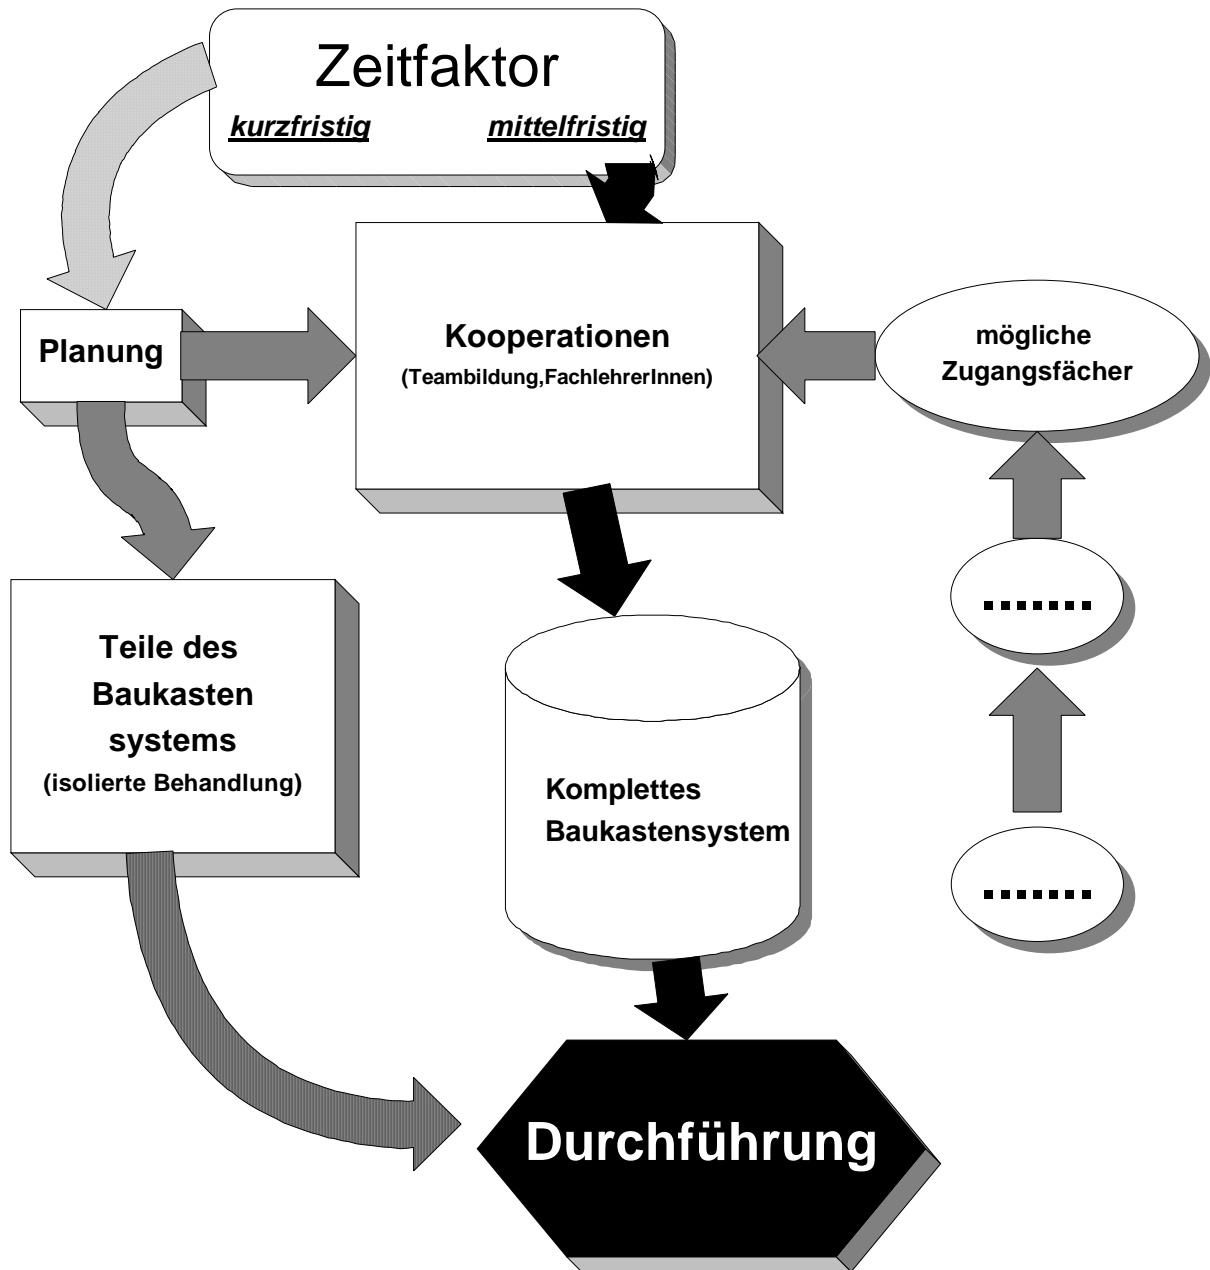 Zeitfaktor
kurzfristig mittelfristig
Planung
Kooperationen
(Teambildung,FachlehrerInnen)
mögliche
Zugangsfächer
.......
Teile des
Baukasten
systems
(isolierte Behandlung)
Komplettes
Baukastensystem
.......
Durchführung